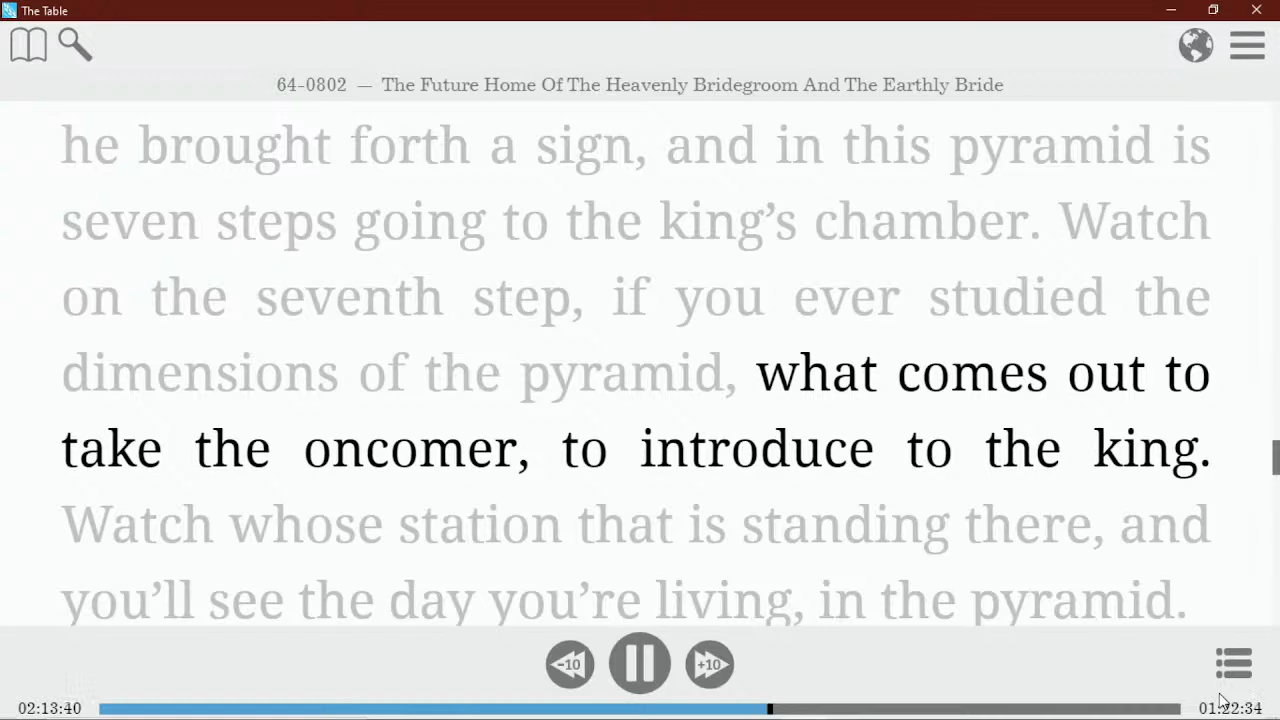 The Table
64-0802 — The Future Home Of The Heavenly Bridegroom And The Earthly Bride
he brought forth a sign, and in this pyramid is
seven steps going to the king’s chamber. Watch
on the seventh step, if you ever studied the
dimensions of the pyramid, what comes out to
take the oncomer, to introduce to the king.
Watch whose station that is standing there, and
you’ll see the day you’re living, in the pyramid.
-10 +10
02:13:40 01:22:34